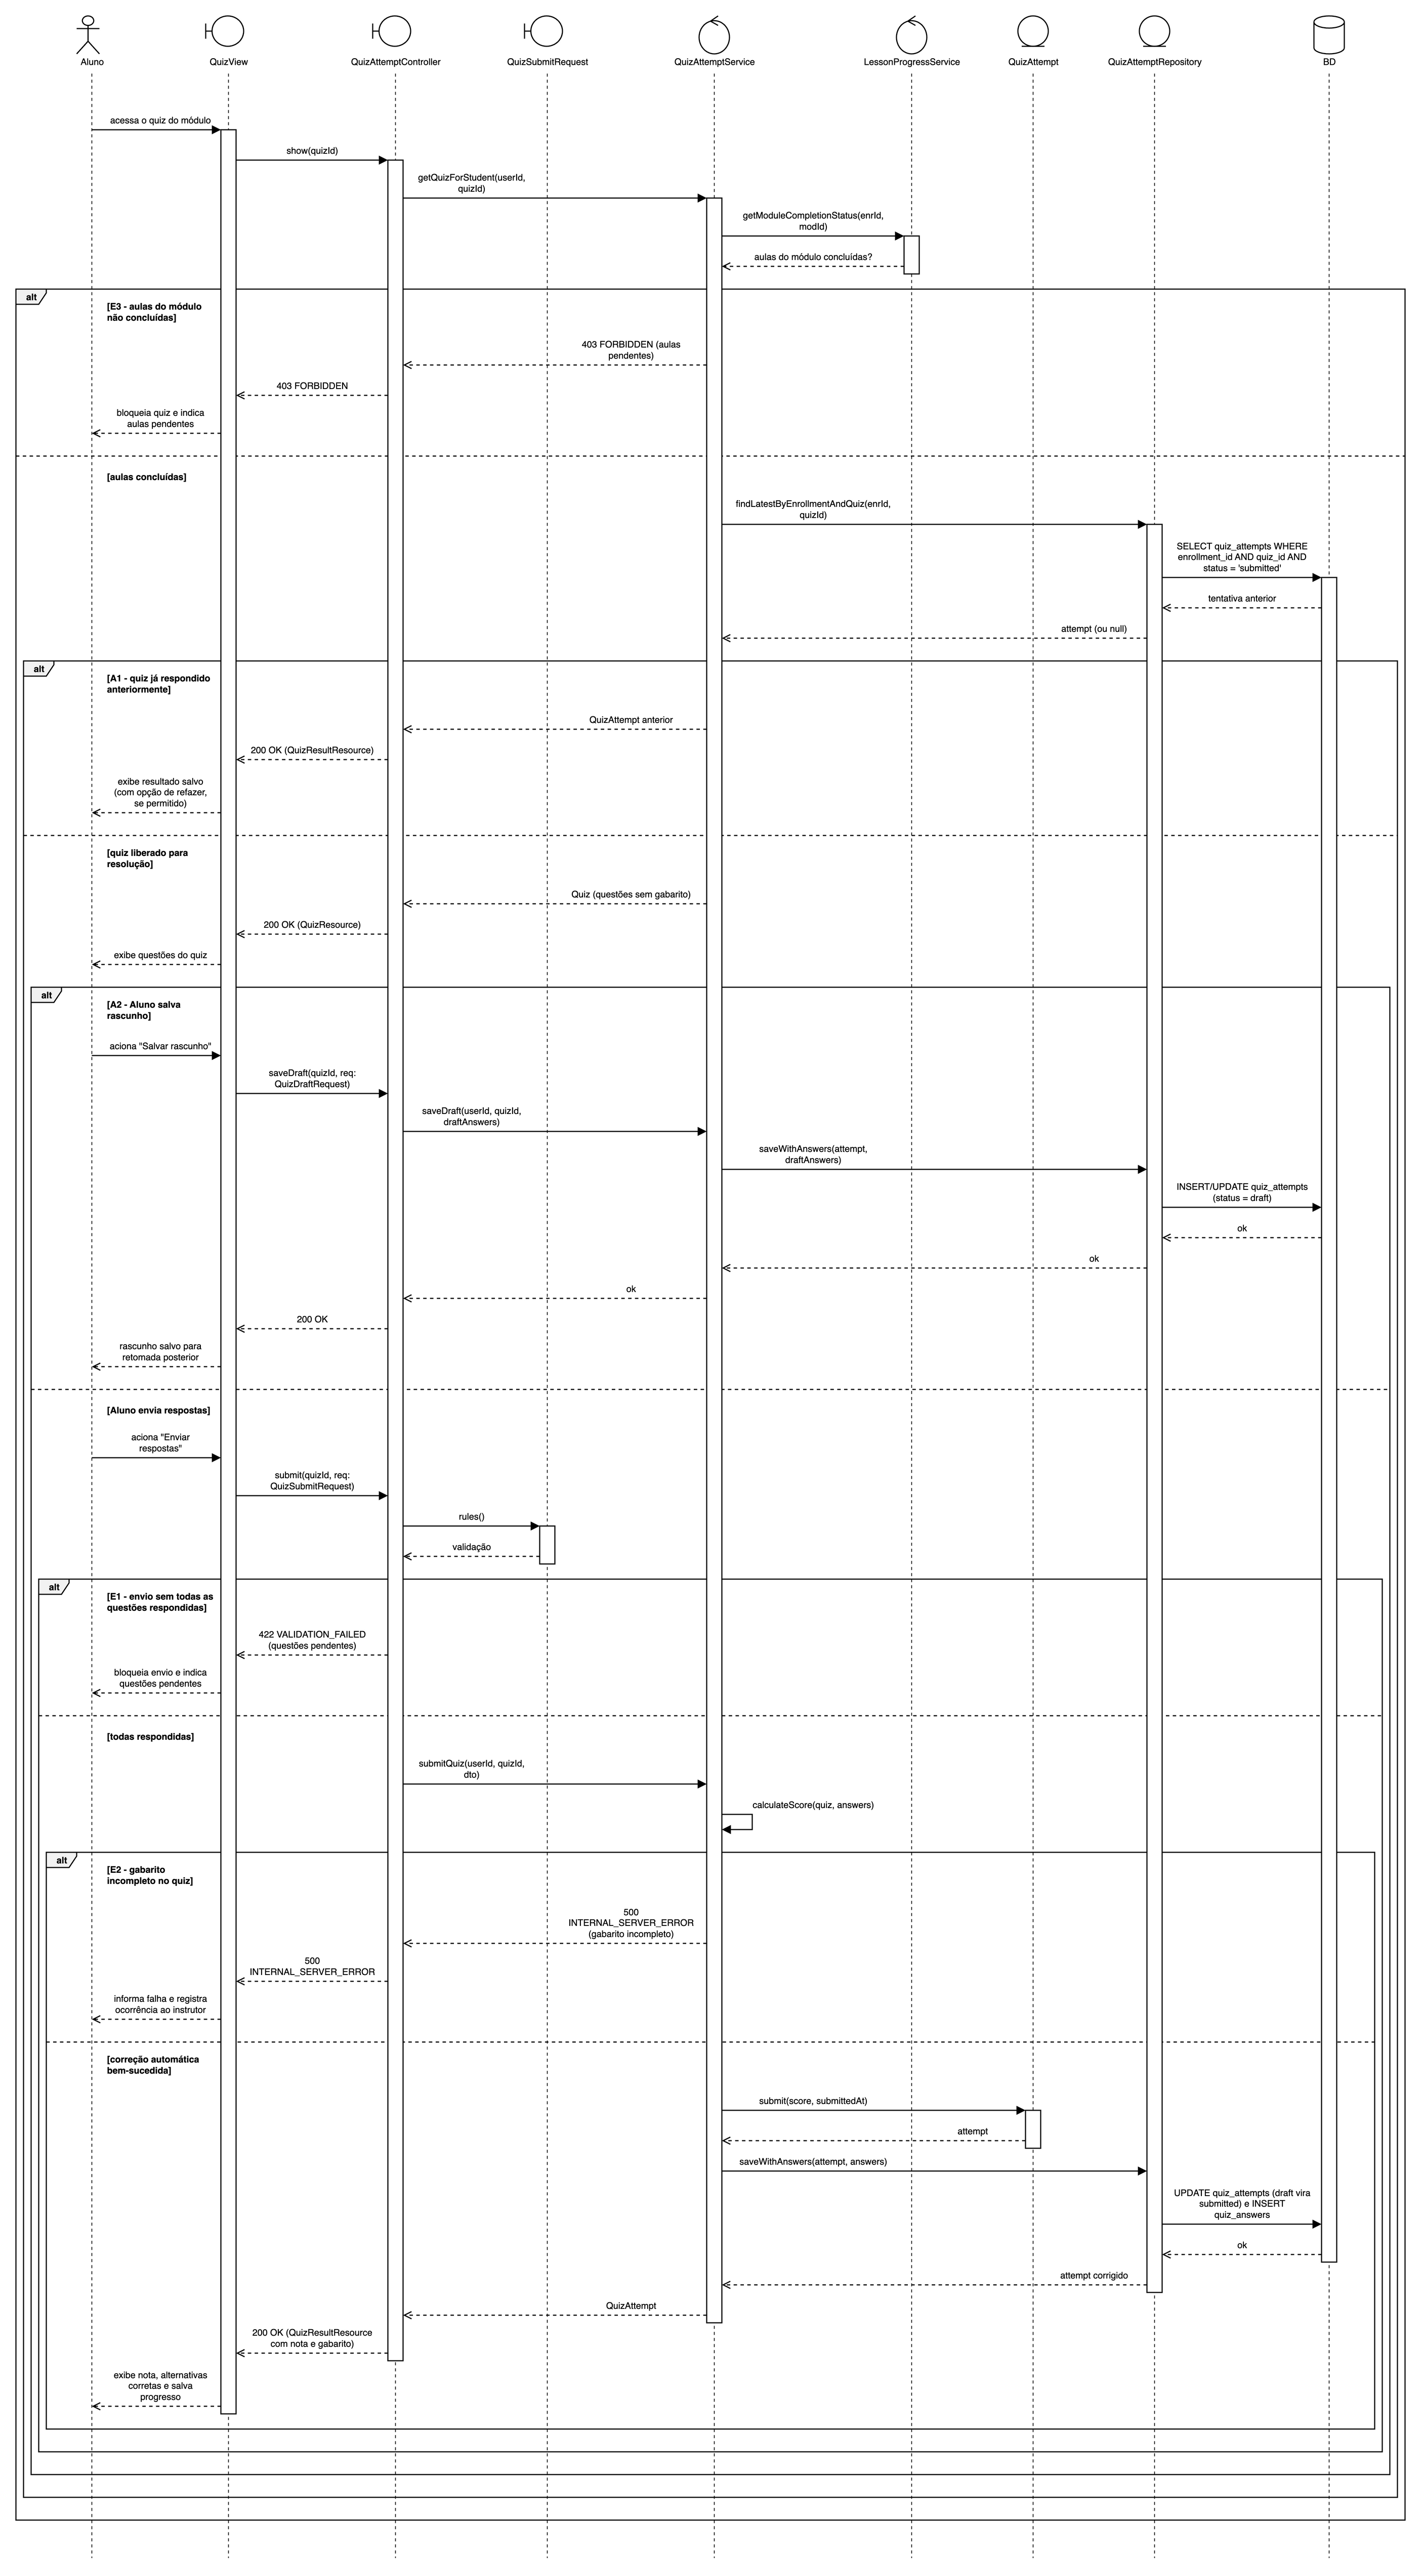 Aluno
QuizView
QuizAttemptController
QuizSubmitRequest
QuizAttemptService
LessonProgressService
QuizAttempt
QuizAttemptRepository
BD
acessa o quiz do módulo
show(quizId)
getQuizForStudent(userId,
quizId)
getModuleCompletionStatus(enrId,
modId)
aulas do módulo concluídas?
alt
[E3 - aulas do módulo
não concluídas]
403 FORBIDDEN (aulas
pendentes)
403 FORBIDDEN
bloqueia quiz e indica
aulas pendentes
[aulas concluídas]
findLatestByEnrollmentAndQuiz(enrId,
quizId)
SELECT quiz_attempts WHERE
enrollment_id AND quiz_id AND
status = 'submitted'
tentativa anterior
attempt (ou null)
alt
[A1 - quiz já respondido
anteriormente]
QuizAttempt anterior
200 OK (QuizResultResource)
exibe resultado salvo
(com opção de refazer,
se permitido)
[quiz liberado para
resolução]
Quiz (questões sem gabarito)
200 OK (QuizResource)
exibe questões do quiz
alt
[A2 - Aluno salva
rascunho]
aciona "Salvar rascunho"
saveDraft(quizId, req:
QuizDraftRequest)
saveDraft(userId, quizId,
draftAnswers)
saveWithAnswers(attempt,
draftAnswers)
INSERT/UPDATE quiz_attempts
(status = draft)
ok
ok
ok
200 OK
rascunho salvo para
retomada posterior
[Aluno envia respostas]
aciona "Enviar
respostas"
submit(quizId, req:
QuizSubmitRequest)
rules()
validação
alt
[E1 - envio sem todas as
questões respondidas]
422 VALIDATION_FAILED
(questões pendentes)
bloqueia envio e indica
questões pendentes
[todas respondidas]
submitQuiz(userId, quizId,
dto)
calculateScore(quiz, answers)
alt
[E2 - gabarito
incompleto no quiz]
500
INTERNAL_SERVER_ERROR
(gabarito incompleto)
500
INTERNAL_SERVER_ERROR
informa falha e registra
ocorrência ao instrutor
[correção automática
bem-sucedida]
submit(score, submittedAt)
attempt
saveWithAnswers(attempt, answers)
UPDATE quiz_attempts (draft vira
submitted) e INSERT
quiz_answers
ok
attempt corrigido
QuizAttempt
200 OK (QuizResultResource
com nota e gabarito)
exibe nota, alternativas
corretas e salva
progresso